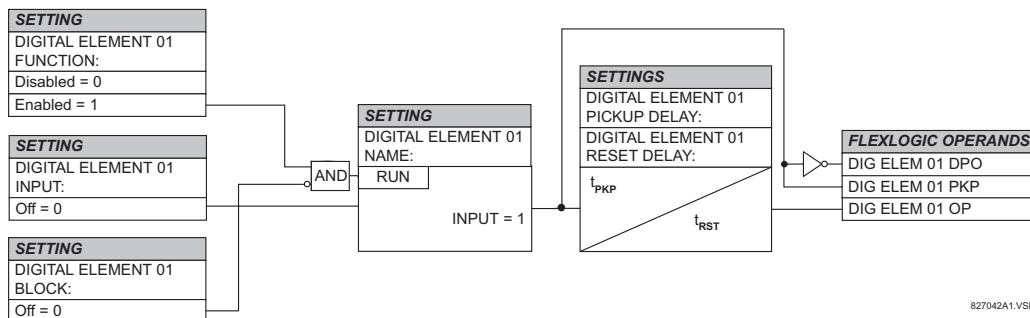 SETTING
DIGITAL ELEMENT 01
FUNCTION:
Disabled = 0
Enabled = 1
SETTING
DIGITAL ELEMENT 01
INPUT:
Off = 0
SETTING
DIGITAL ELEMENT 01
BLOCK:
Off = 0
AND
SETTING
DIGITAL ELEMENT 01
NAME:
RUN
INPUT = 1
SETTINGS
DIGITAL ELEMENT 01
PICKUP DELAY:
DIGITAL ELEMENT 01
RESET DELAY:
tPKP
tRST
FLEXLOGIC OPERANDS
DIG ELEM 01 DPO
DIG ELEM 01 PKP
DIG ELEM 01 OP
827042A1.VSD